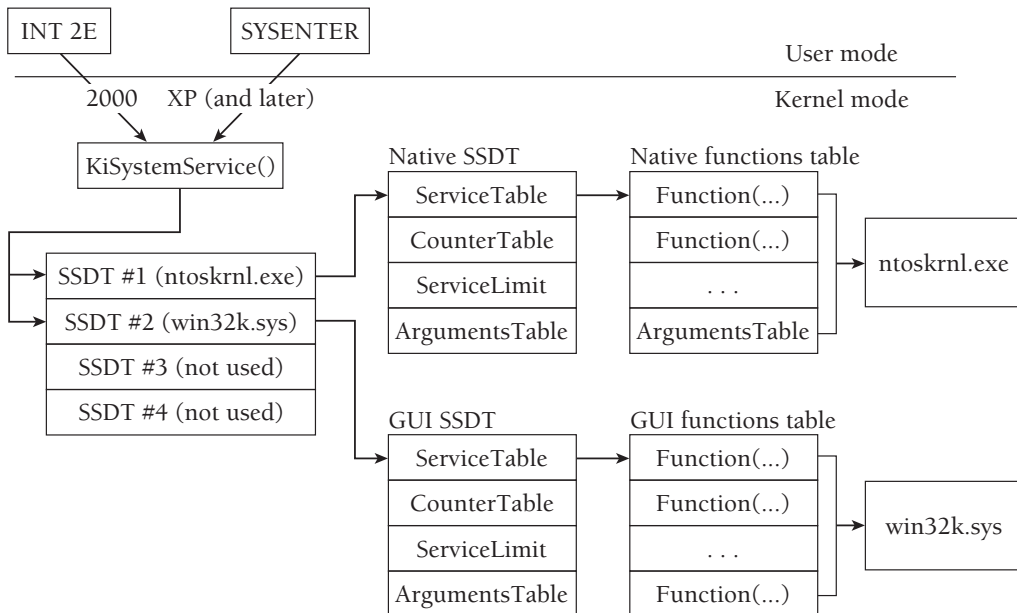 INT 2E
SYSENTER
User mode
2000
XP (and later)
Kernel mode
KiSystemService()
SSDT #1 (ntoskrnl.exe)
SSDT #2 (win32k.sys)
SSDT #3 (not used)
SSDT #4 (not used)
Native SSDT
ServiceTable
CounterTable
ServiceLimit
ArgumentsTable
Native functions table
Function(...)
Function(...)
. . .
ArgumentsTable
ntoskrnl.exe
GUI SSDT
ServiceTable
CounterTable
ServiceLimit
ArgumentsTable
GUI functions table
Function(...)
Function(...)
. . .
Function(...)
win32k.sys